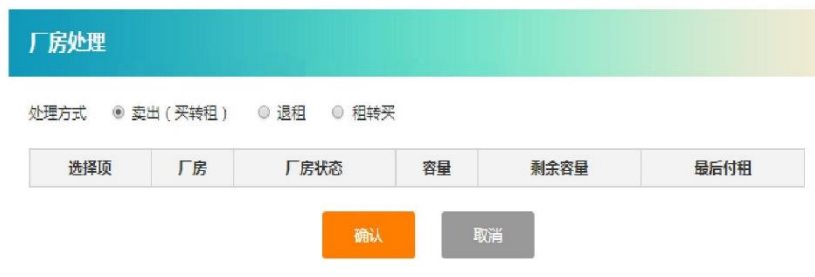 厂房处理
处理方式 卖出（买转租） 退租 租转买
选择项 厂房 厂房状态 容量 剩余容量 最后付租
确认 取消